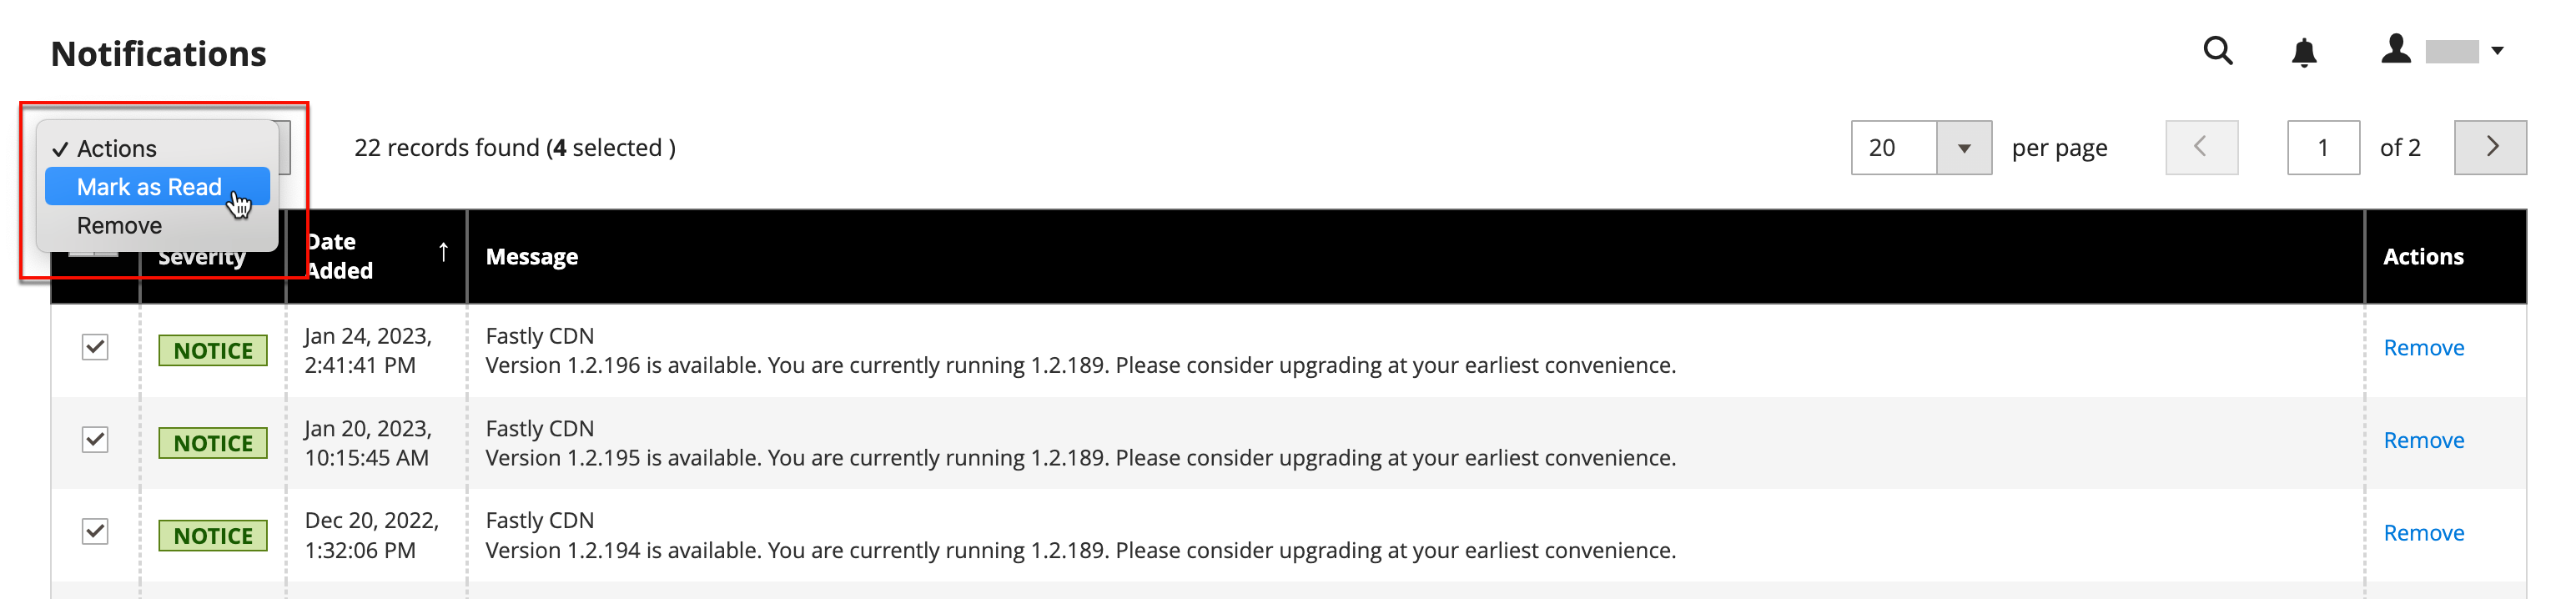 Notifications
✓ Actions
Mark as Read
Remove
22 records found (4 selected )
20
per page
1
of 2
Severity
Date
Added ↑
Message
Actions
NOTICE
Jan 24, 2023,
2:41:41 PM
Fastly CDN
Version 1.2.196 is available. You are currently running 1.2.189. Please consider upgrading at your earliest convenience.
Remove
NOTICE
Jan 20, 2023,
10:15:45 AM
Fastly CDN
Version 1.2.195 is available. You are currently running 1.2.189. Please consider upgrading at your earliest convenience.
Remove
NOTICE
Dec 20, 2022,
1:32:06 PM
Fastly CDN
Version 1.2.194 is available. You are currently running 1.2.189. Please consider upgrading at your earliest convenience.
Remove